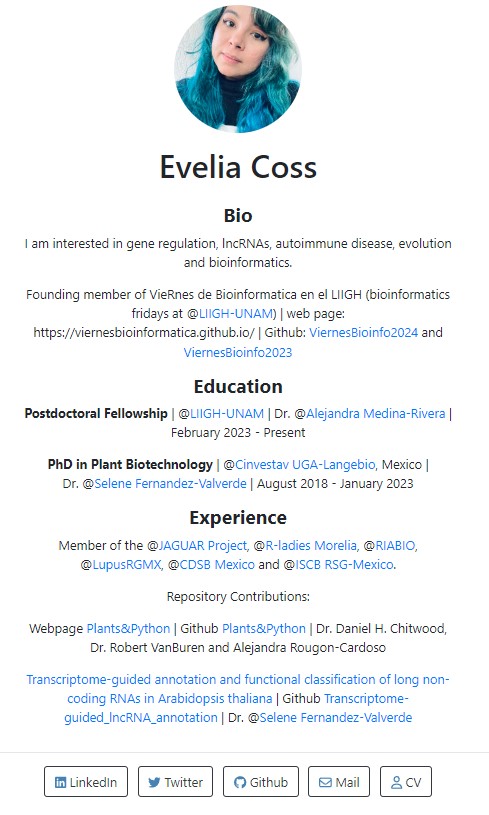 Evelia Coss
Bio
I am interested in gene regulation, lncRNAs, autoimmune disease, evolution
and bioinformatics.
Founding member of VieRnes de Bioinformatica en el LIIGH (bioinformatics
fridays at @LIIGH-UNAM) | web page:
https://viernesbioinformatica.github.io/ | Github: ViernesBioinfo2024 and
ViernesBioinfo2023
Education
Postdoctoral Fellowship | @LIIGH-UNAM | Dr. @Alejandra Medina-Rivera |
February 2023 - Present
PhD in Plant Biotechnology | @Cinvestav UGA-Langebio, Mexico |
Dr. @Selene Fernandez-Valverde | August 2018 - January 2023
Experience
Member of the @JAGUAR Project, @R-ladies Morelia, @RIABIO,
@LupusRGMX, @CDSB Mexico and @ISCB RSG-Mexico.
Repository Contributions:
Webpage Plants&Python | Github Plants&Python | Dr. Daniel H. Chitwood,
Dr. Robert VanBuren and Alejandra Rougon-Cardoso
Transcriptome-guided annotation and functional classification of long non-
coding RNAs in Arabidopsis thaliana | Github Transcriptome-
guided_lncRNA_annotation | Dr. @Selene Fernandez-Valverde
LinkedIn Twitter Github Mail CV